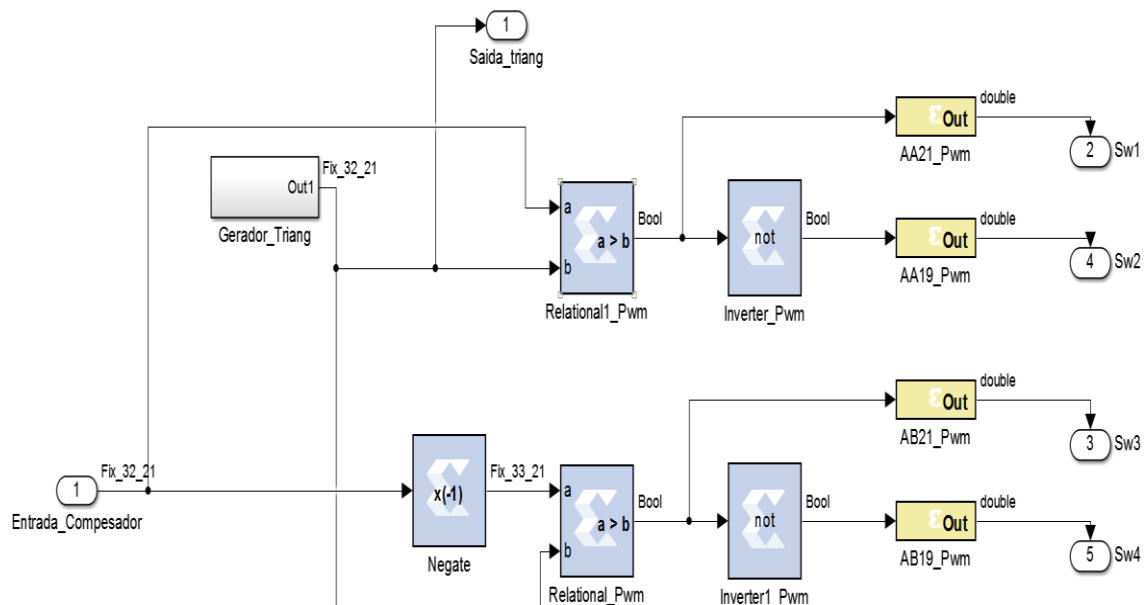 1
Saida_triang
double
Out
AA21_Pwm
2
Sw1
Fix_32_21
Out1
Gerador_Triang
a
b
a > b
Bool
Relational1_Pwm
not
Bool
Inverter_Pwm
double
Out
AA19_Pwm
4
Sw2
double
Out
AB21_Pwm
3
Sw3
1
Fix_32_21
Entrada_Compesador
x(-1)
Fix_33_21
Negate
a
b
a > b
Bool
Relational_Pwm
not
Bool
Inverter1_Pwm
double
Out
AB19_Pwm
5
Sw4